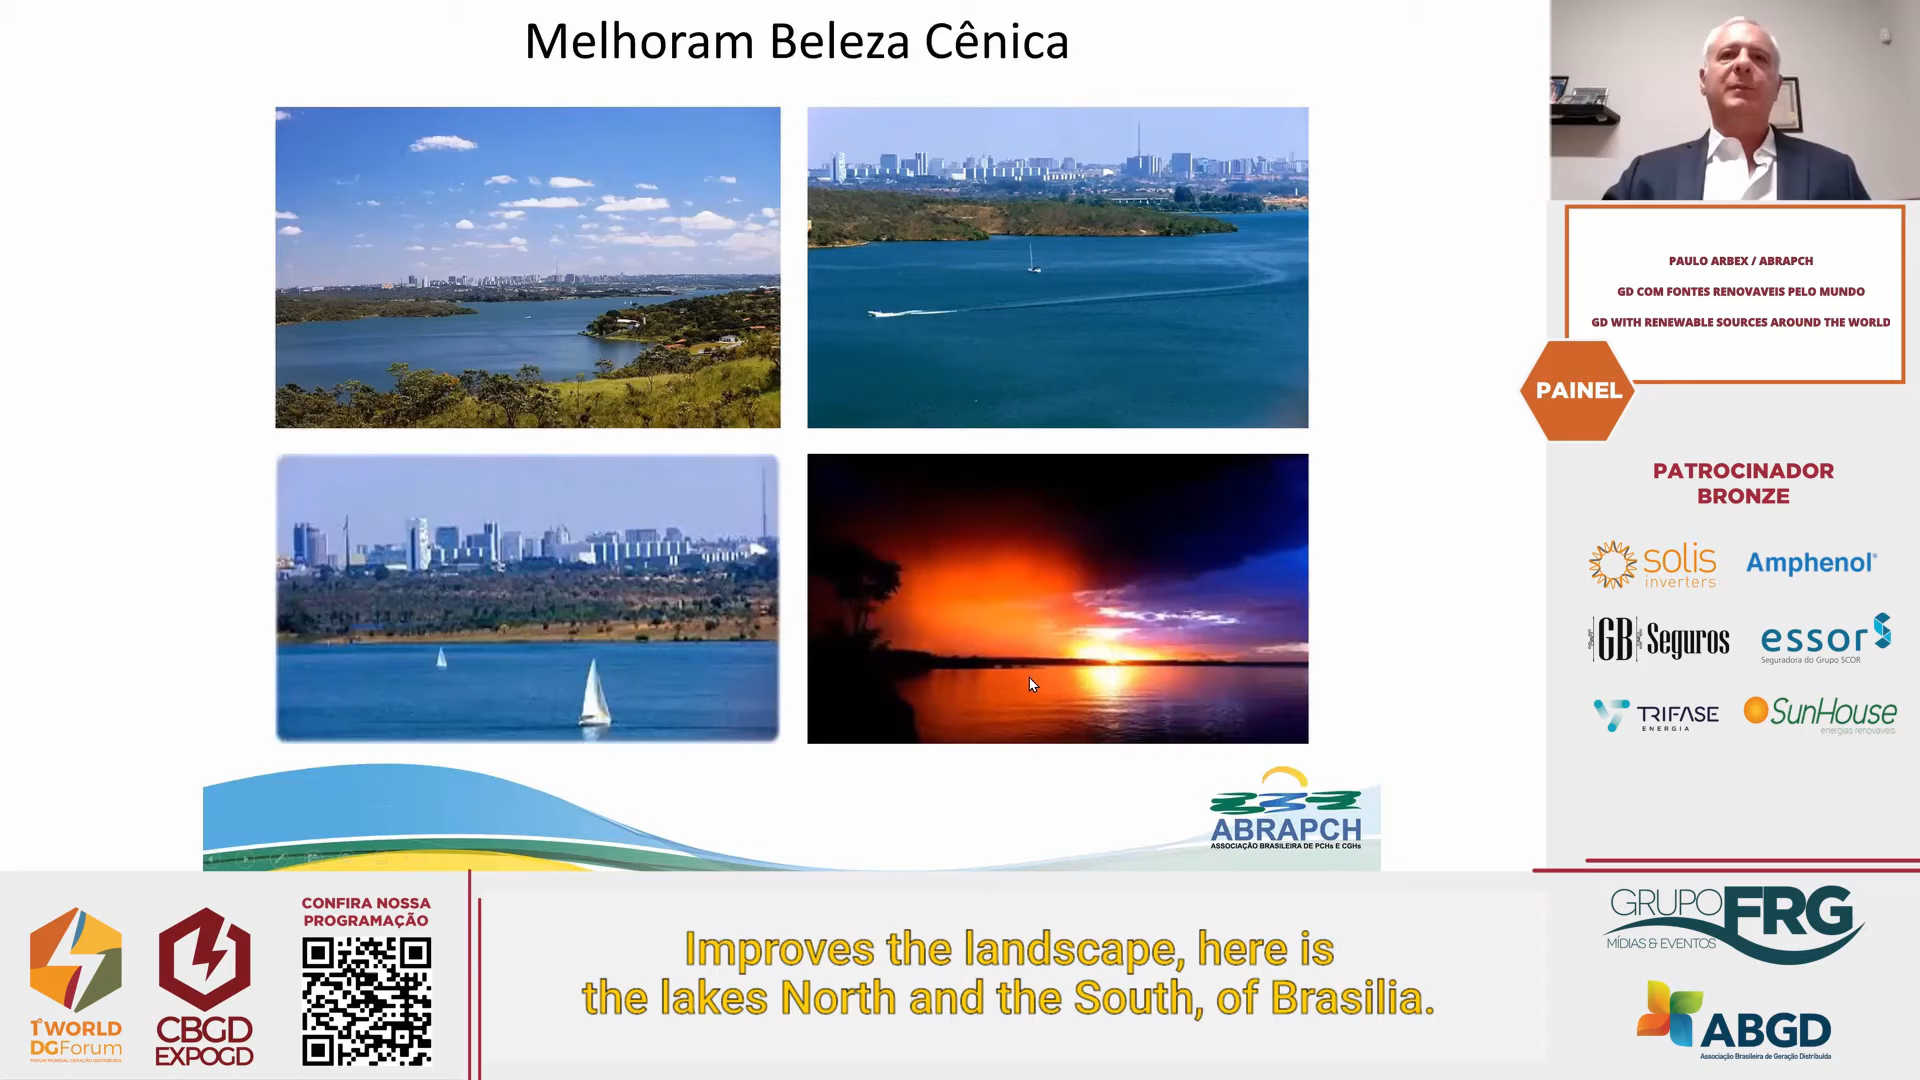 Melhoram Beleza Cênica
PAULO ARBEX / ABRAPCH
GD COM FONTES RENOVAVEIS PELO MUNDO
GD WITH RENEWABLE SOURCES AROUND THE WORLD
PAINEL
PATROCINADOR
BRONZE
solis
inverters
Amphenol
GB Seguros
essor
Seguradora do Grupo SCOR
TRIFASE
ENERGIA
SunHouse
energias renováveis
ABRAPCH
ASSOCIAÇÃO BRASILEIRA DE PCHs E CGHs
1º WORLD
DGForum
FORUM MUNDIAL GERAÇÃO DISTRIBUÍDA
CBGD
EXPOGD
CONFIRA NOSSA
PROGRAMAÇÃO
Improves the landscape, here is
the lakes North and the South, of Brasilia.
GRUPO FRG
MÍDIAS & EVENTOS
ABGD
Associação Brasileira de Geração Distribuída